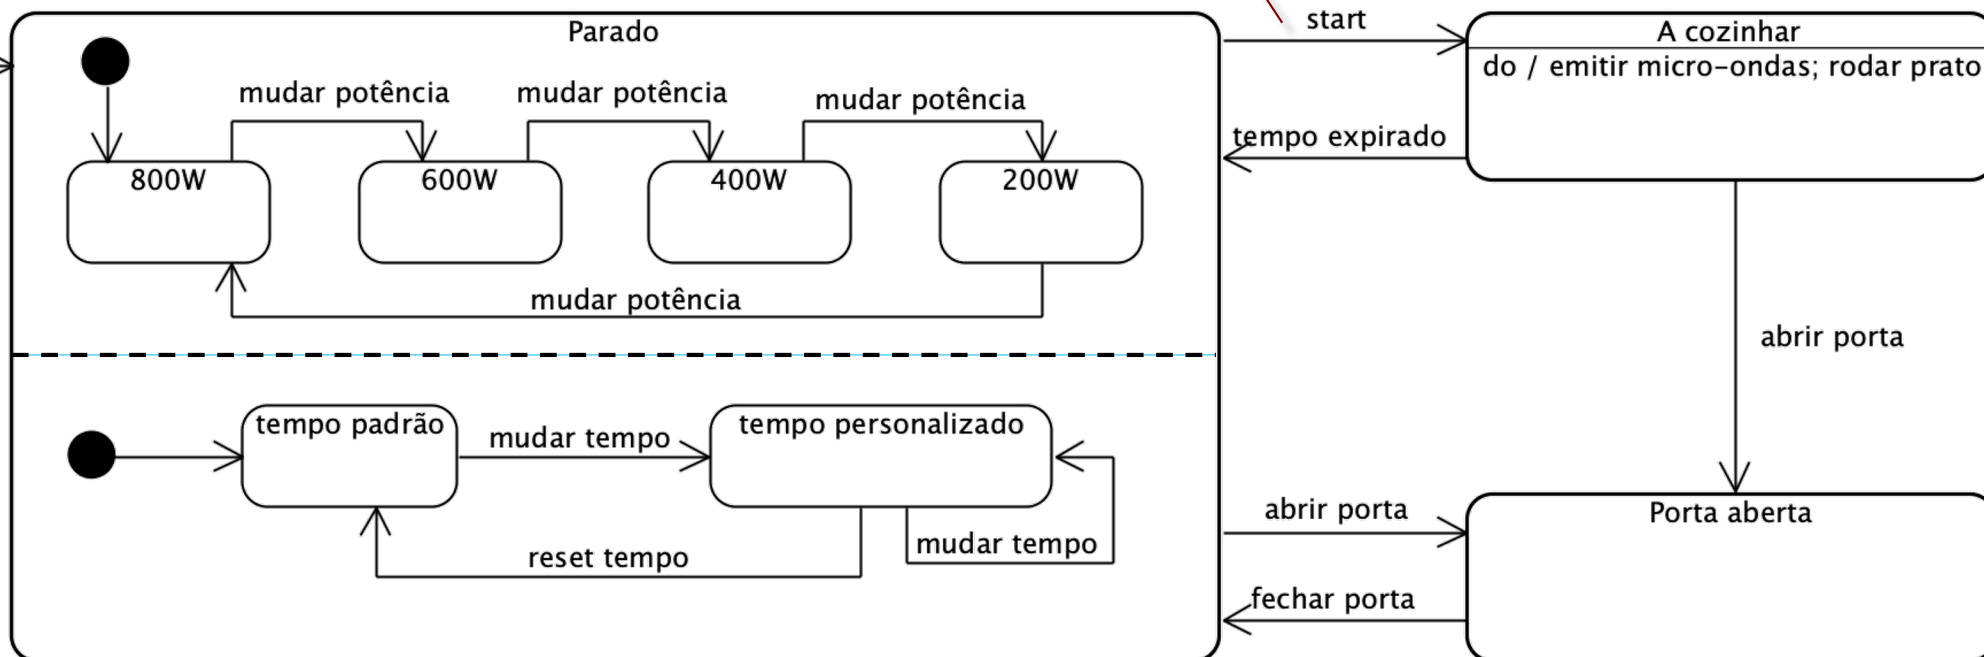 Parado
start
A cozinhar
do / emitir micro-ondas; rodar prato
mudar potência
mudar potência
mudar potência
tempo expirado
800W
600W
400W
200W
mudar potência
abrir porta
tempo padrão
mudar tempo
tempo personalizado
abrir porta
Porta aberta
reset tempo
mudar tempo
fechar porta